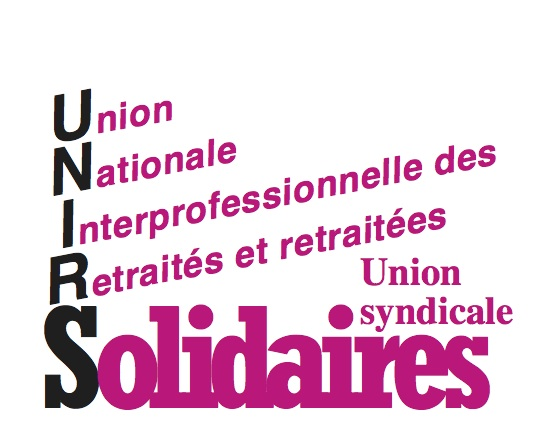 Union
Nationale
Interprofessionnelle des
Retraités et retraitées
Union
syndicale
Solidaires